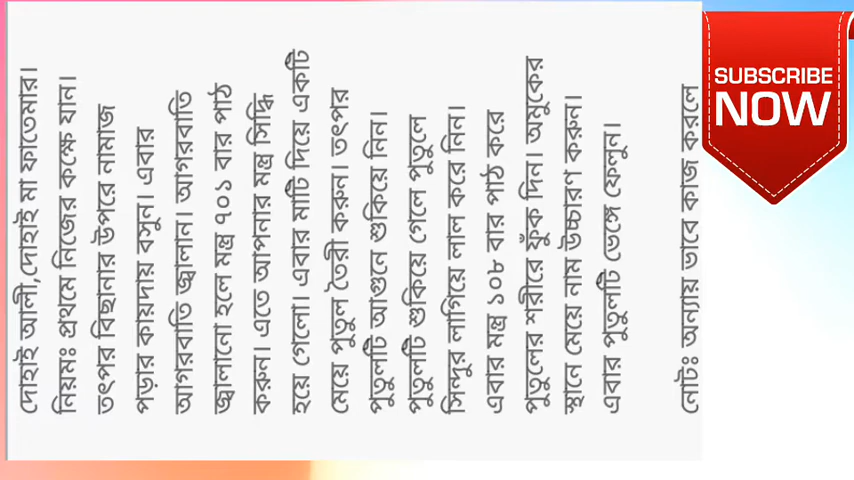 দোহাই আলী,দোহাই মা ফাতেমার।
নিয়মঃ প্রথমে নিজের কক্ষে যান।
তৎপর বিছানার উপরে নামাজ
পড়ার কায়দায় বসুন। এবার
আগরবাতি জ্বালান। আগরবাতি
জ্বালানো হলে মন্ত্র ৭০১ বার পাঠ
করুন। এতে আপনার মন্ত্র সিদ্ধি
হয়ে গেলো। এবার মাটি দিয়ে একটি
মেয়ে পুতুল তৈরী করুন। তৎপর
পুতুলটি আগুনে শুকিয়ে নিন।
পুতুলটি শুকিয়ে গেলে পুতুলে
সিন্দুর লাগিয়ে লাল করে নিন।
এবার মন্ত্র ১০৮ বার পাঠ করে
পুতুলের শরীরে ফুঁক দিন। অমুকের
স্থানে মেয়ে নাম উচ্চারণ করুন।
এবার পুতুলটি ভেঙ্গে ফেলুন।
নোটঃ অন্যায় ভাবে কাজ করলে
SUBSCRIBE
NOW